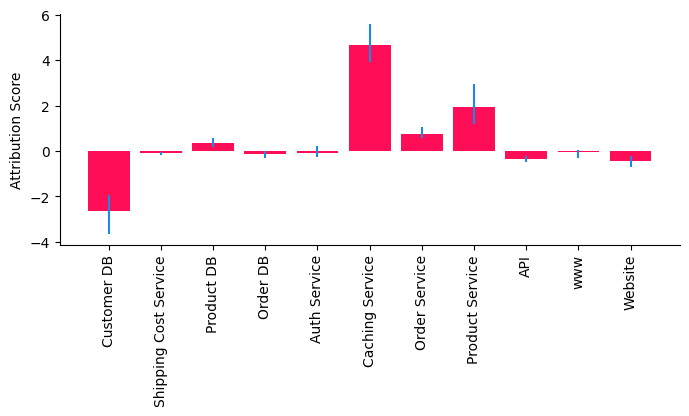 Attribution Score
6
4
2
0
−2
−4
Customer DB
Shipping Cost Service
Product DB
Order DB
Auth Service
Caching Service
Order Service
Product Service
API
www
Website